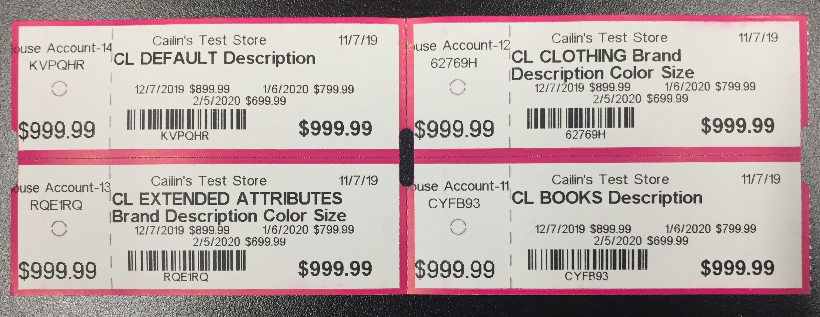 ouse Account-14
KVPQHR
$999.99
Cailin's Test Store 11/7/19
CL DEFAULT Description
12/7/2019 $899.99 1/6/2020 $799.99
2/5/2020 $699.99
KVPQHR
$999.99
ouse Account-12
62769H
$999.99
Cailin's Test Store 11/7/19
CL CLOTHING Brand
Description Color Size
12/7/2019 $899.99 1/6/2020 $799.99
2/5/2020 $699.99
62769H
$999.99
ouse Account-13
RQE1RQ
$999.99
Cailin's Test Store 11/7/19
CL EXTENDED ATTRIBUTES
Brand Description Color Size
12/7/2019 $899.99 1/6/2020 $799.99
2/5/2020 $699.99
RQE1RQ
$999.99
ouse Account-11
CYFB93
$999.99
Cailin's Test Store 11/7/19
CL BOOKS Description
12/7/2019 $899.99 1/6/2020 $799.99
2/5/2020 $699.99
CYFB93
$999.99